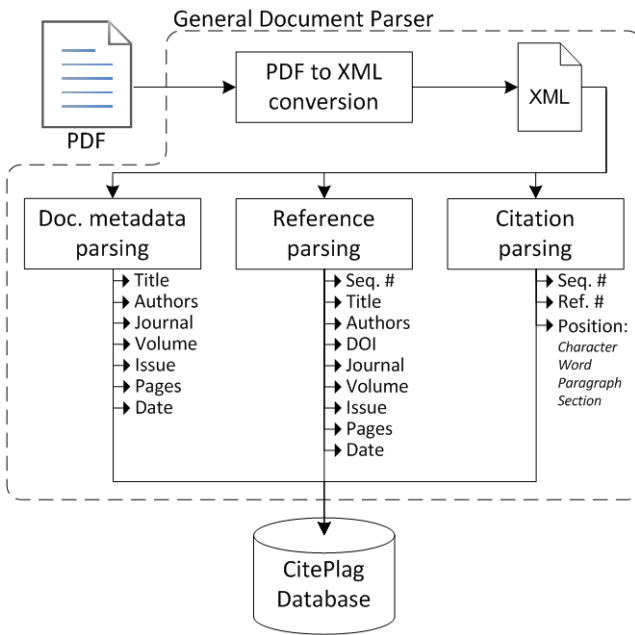 General Document Parser
PDF
PDF to XML
conversion
XML
Doc. metadata
parsing
Title
Authors
Journal
Volume
Issue
Pages
Date
Reference
parsing
Seq. #
Title
Authors
DOI
Journal
Volume
Issue
Pages
Date
Citation
parsing
Seq. #
Ref. #
Position:
Character
Word
Paragraph
Section
CitePlag
Database